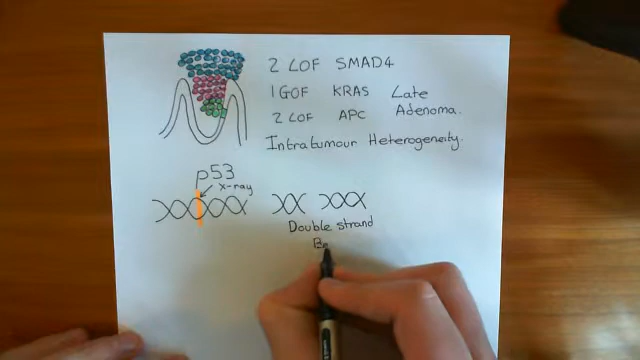 2 LOF SMAD4
1 GOF KRAS Late
2 LOF APC Adenoma.
Intratumour Heterogeneity.
p53
x-ray
Double strand